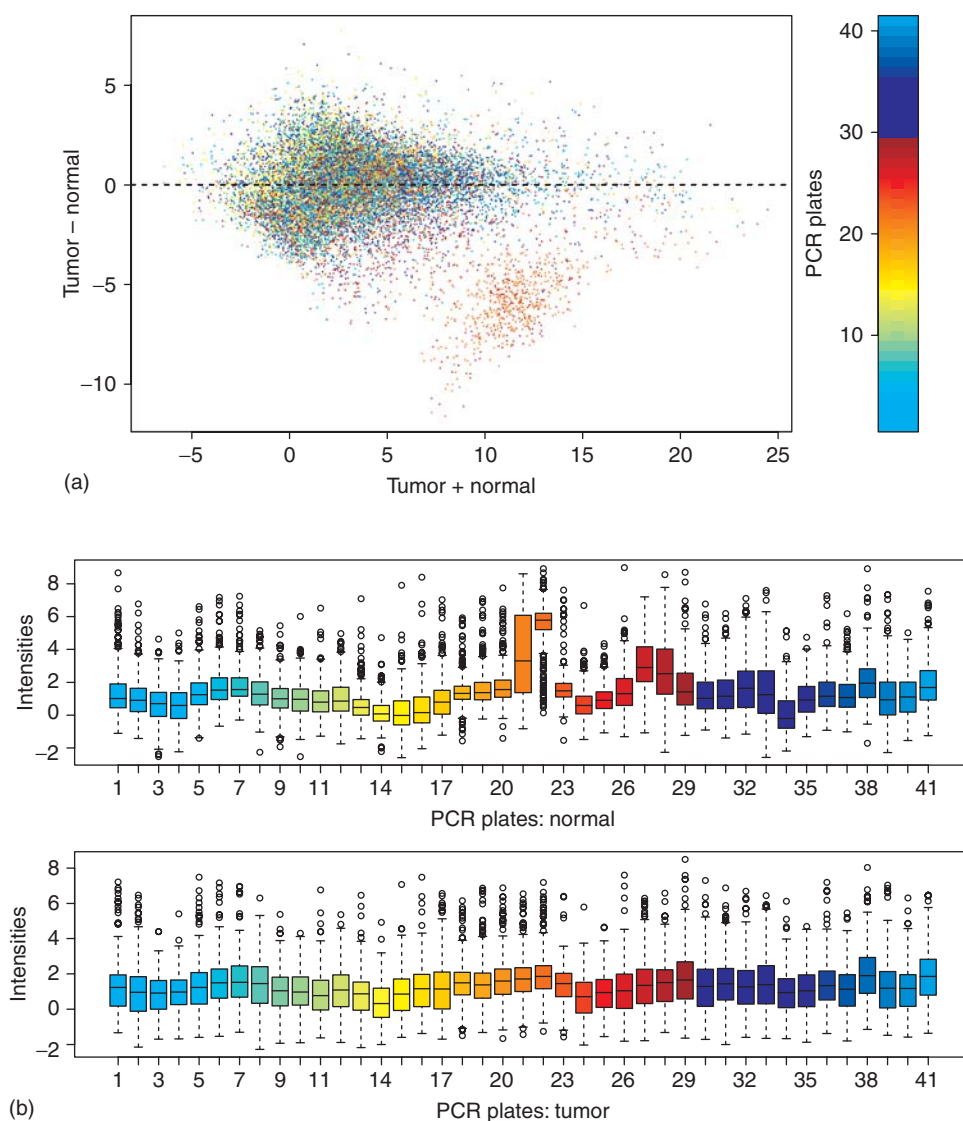 5
0
−5
−10
Tumor − normal
−5 0 5 10 15 20 25
Tumor + normal
(a)
40
30
20
10
PCR plates
8
6
4
2
0
−2
Intensities
1 3 5 7 9 11 14 17 20 23 26 29 32 35 38 41
PCR plates: normal
8
6
4
2
0
−2
Intensities
1 3 5 7 9 11 14 17 20 23 26 29 32 35 38 41
PCR plates: tumor
(b)